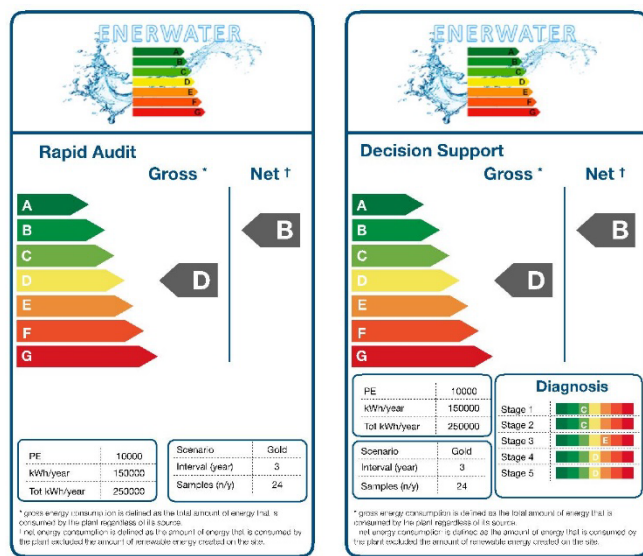 ENERWATER
A
B
C
D
E
F
G
Rapid Audit
Gross * Net †
A
B
C
D
E
F
G
D
B
PE 10000
kWh/year 150000
Tot kWh/year 250000
Scenario Gold
Interval (year) 3
Samples (n/y) 24
* gross energy consumption is defined as the total amount of energy that is
consumed by the plant regardless of its source.
† net energy consumption is defined as the amount of energy that is consumed by
the plant excluded the amount of renewable energy created on the site.
ENERWATER
A
B
C
D
E
F
G
Decision Support
Gross * Net †
A
B
C
D
E
F
G
D
B
PE 10000
kWh/year 150000
Tot kWh/year 250000
Scenario Gold
Interval (year) 3
Samples (n/y) 24
Diagnosis
Stage 1 C
Stage 2 C
Stage 3 E
Stage 4 D
Stage 5 D
* gross energy consumption is defined as the total amount of energy that is
consumed by the plant regardless of its source.
net energy consumption is defined as the amount of energy that is consumed by
the plant excluded the amount of renewable energy created on the site.